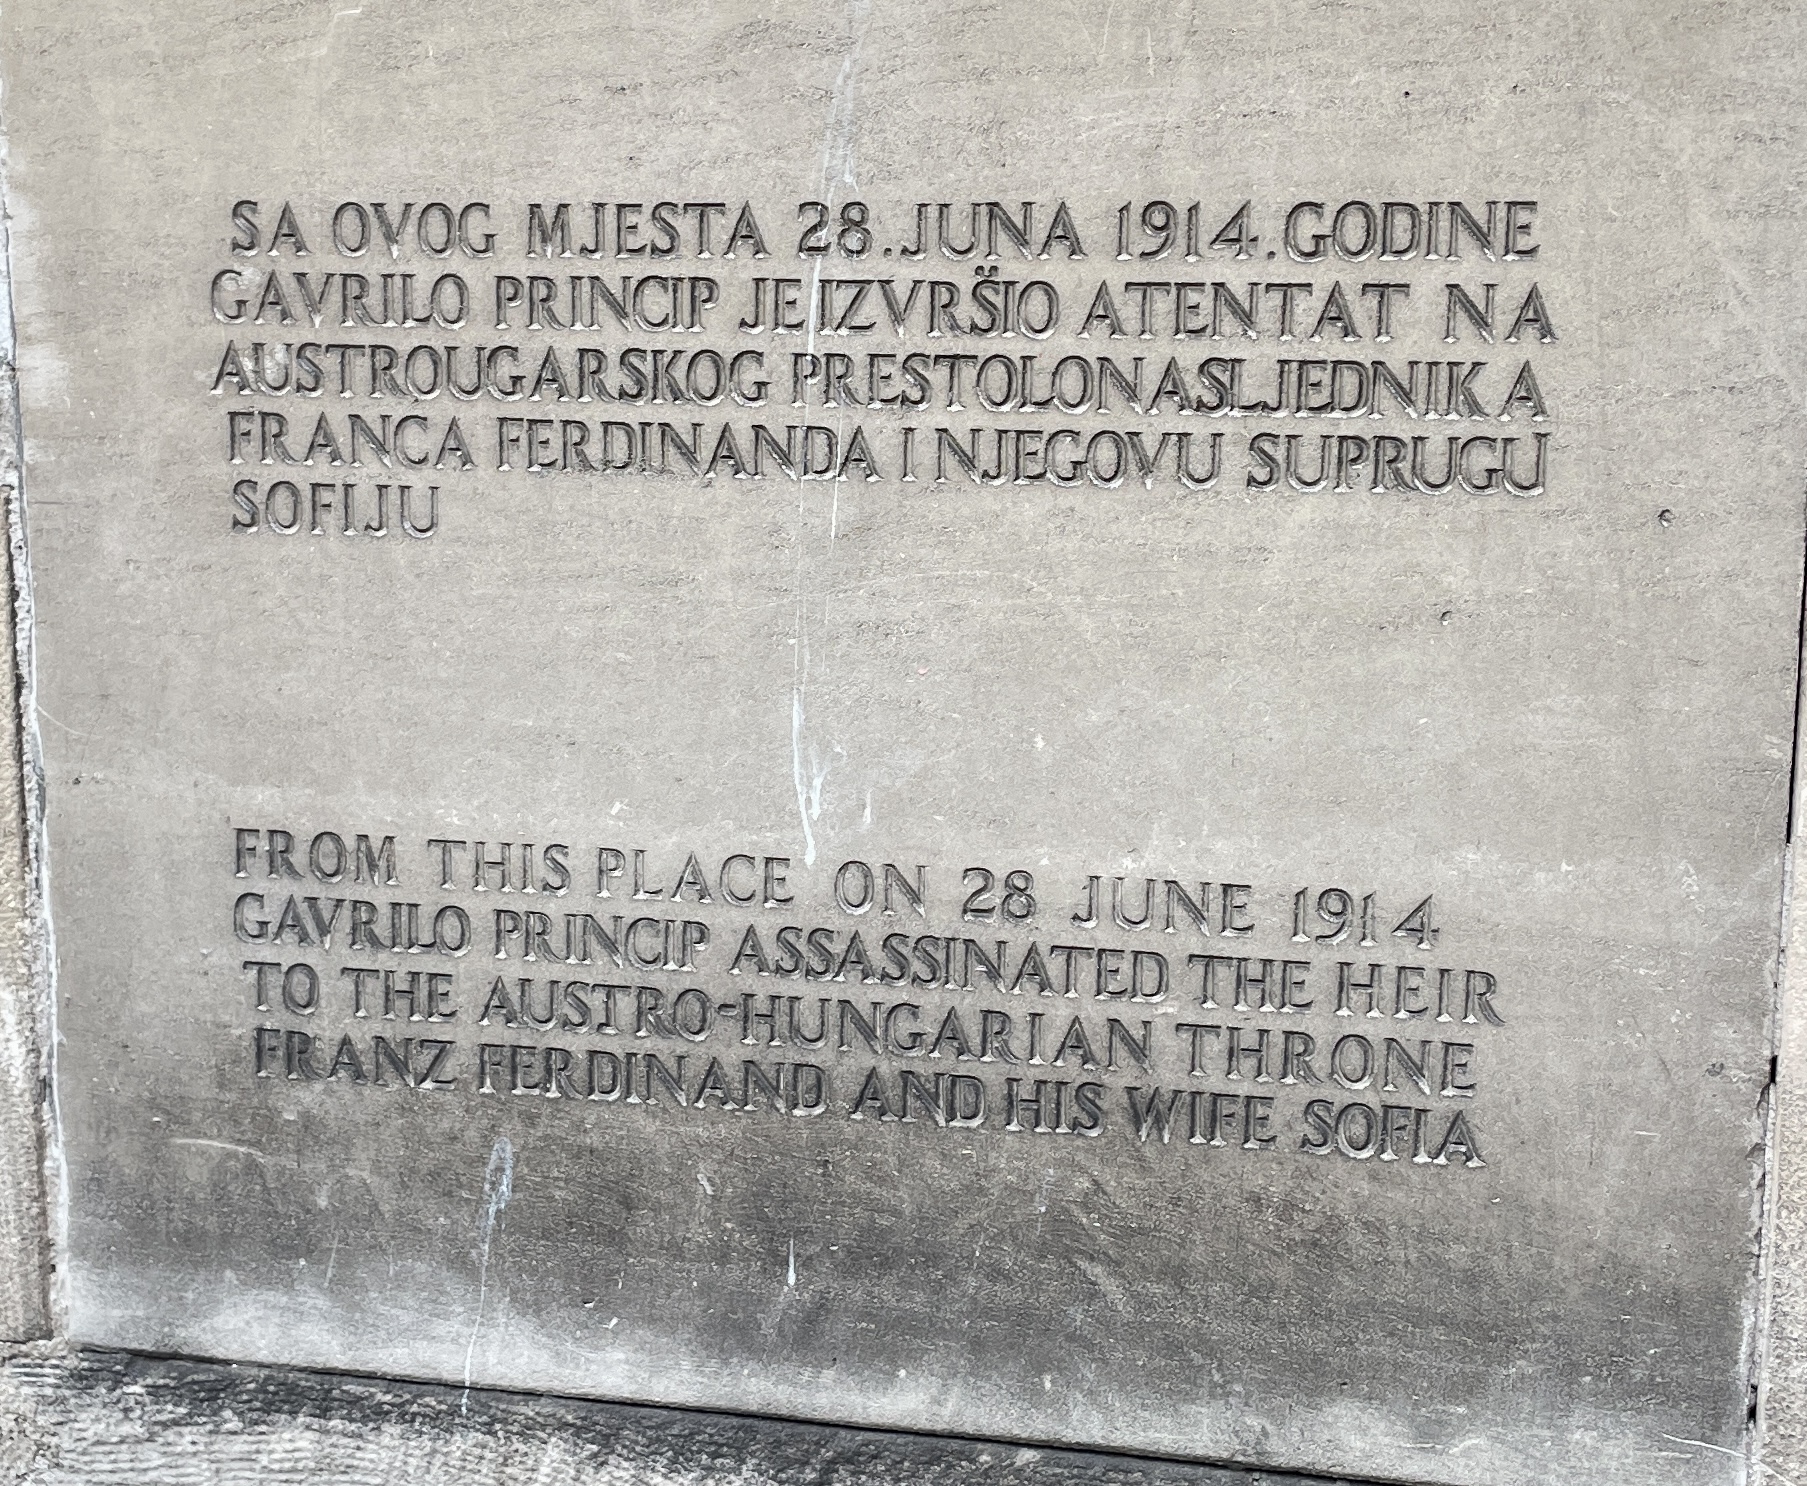 SA OVOG MJESTA 28. JUNA 1914. GODINE
GAVRILO PRINCIP JE IZVRŠIO ATENTAT NA
AUSTROUGARSKOG PRESTOLONASLJEDNIKA
FRANCA FERDINANDA I NJEGOVU SUPRUGU
SOFIJU
FROM THIS PLACE ON 28 JUNE 1914
GAVRILO PRINCIP ASSASSINATED THE HEIR
TO THE AUSTRO-HUNGARIAN THRONE
FRANZ FERDINAND AND HIS WIFE SOFIA